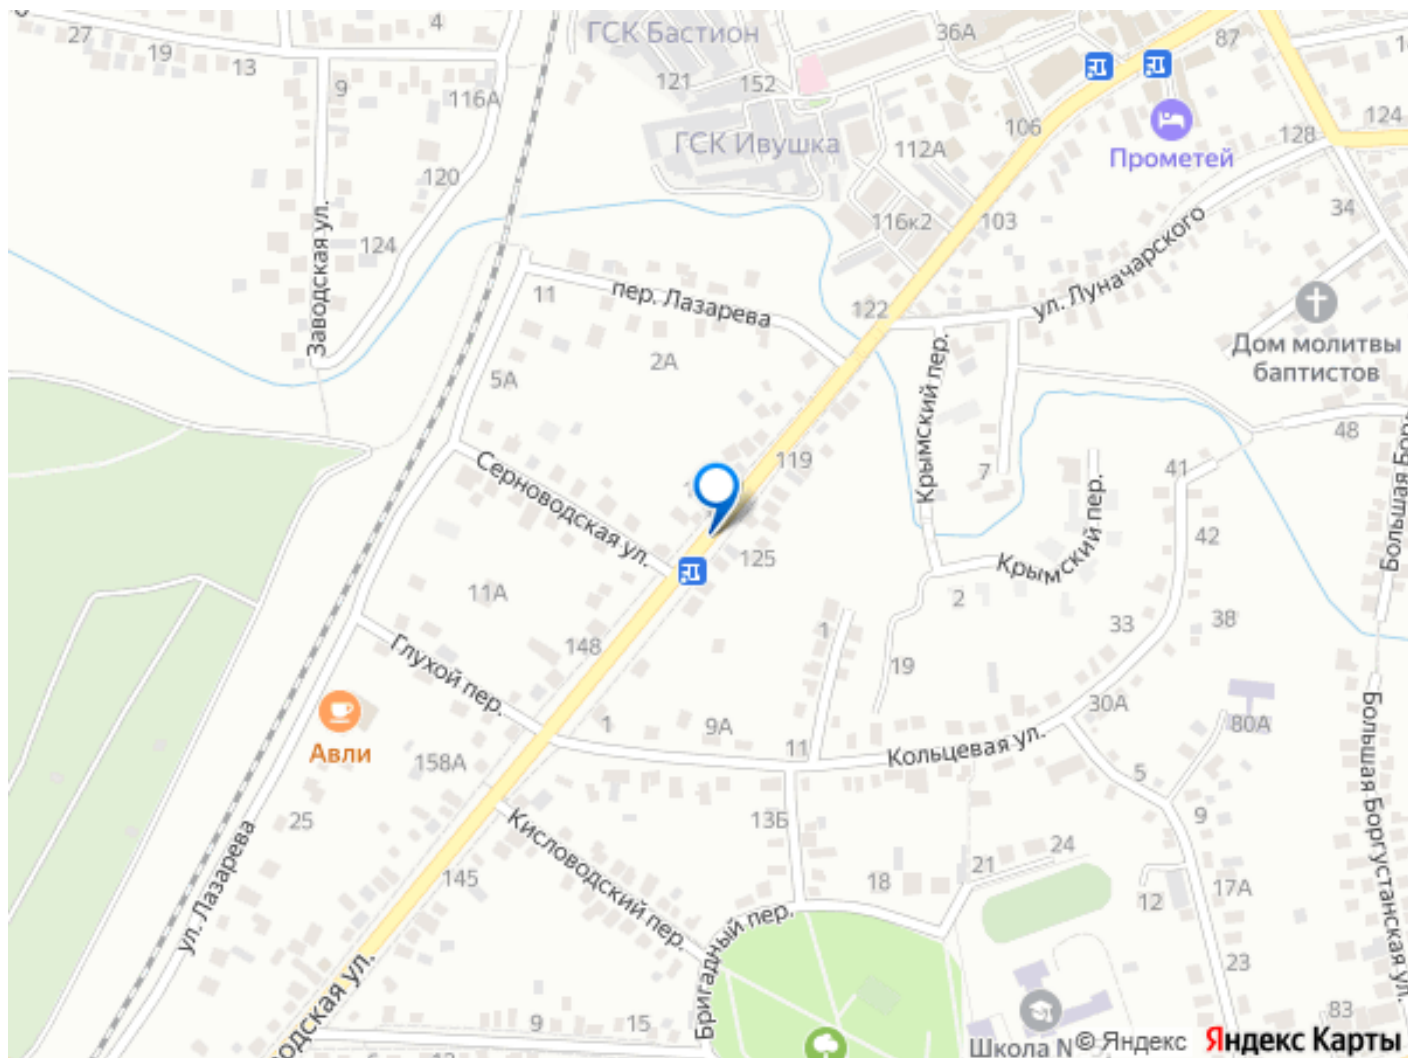 ГСК Бастион
36А
87
4
27
19
13
9
116А
121
152
106
124
ГСК Ивушка
112А
128
Прометей
120
34
124
116к2
103
Заводская ул.
ул. Луначарского
11
пер. Лазарева
122
Дом молитвы
баптистов
2А
5А
Крымский пер.
48
Серноводская ул.
119
7
41
Крымский пер.
42
125
11А
2
1
33
38
148
19
Глухой пер.
30А
80А
1
9А
11
Кольцевая ул.
Авли
158А
5
25
13Б
9
Кисловодский пер.
24
21
145
18
17А
12
ул. Лазарева
Бригадный пер.
Большая Боргустанская ул.
23
9
15
83
Школа N
© Яндекс
Яндекс Карты